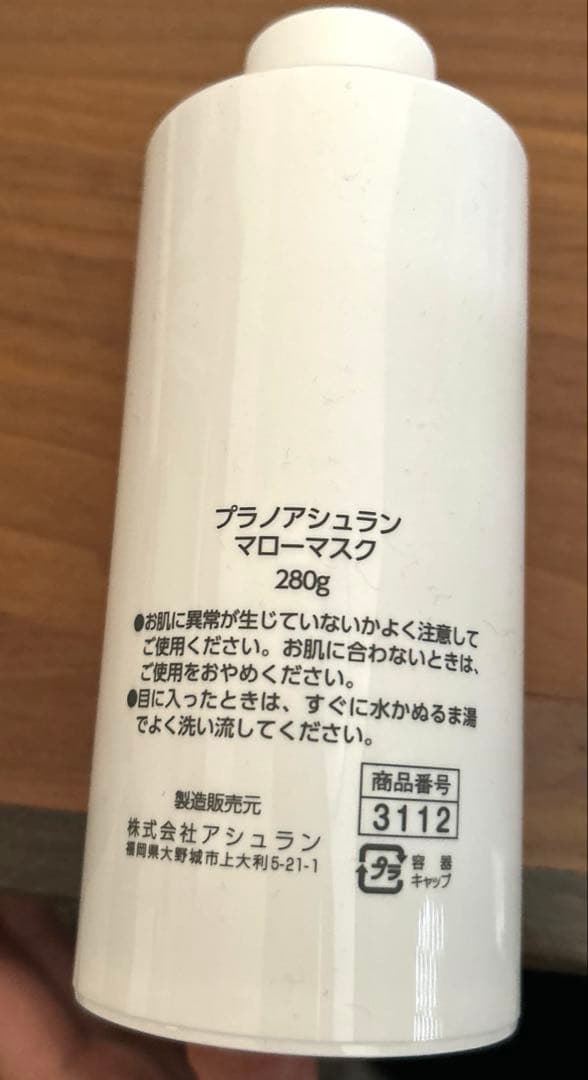 プラノアシュラン
マローマスク
280g
●お肌に異常が生じていないかよく注意して
ご使用ください。お肌に合わないときは、
ご使用をおやめください。
●目に入ったときは、すぐに水かぬるま湯
でよく洗い流してください。
商品番号
3112
製造販売元
株式会社アシュラン
福岡県大野城市上大利5-21-1
プラ
容器
キャップ